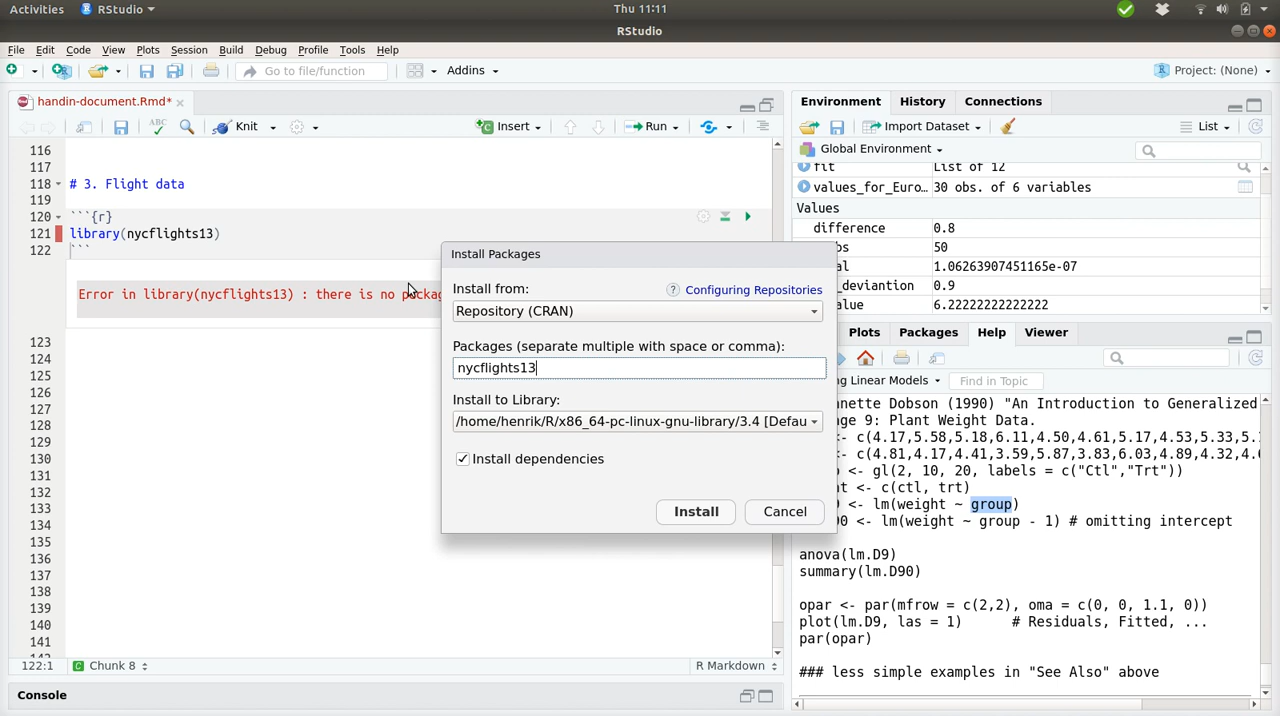 Activities RStudio Thu 11:11
RStudio
File Edit Code View Plots Session Build Debug Profile Tools Help
Go to file/function Addins Project: (None)
handin-document.Rmd*
ABC Knit Insert Run
116
117
118 # 3. Flight data
119
120 ```{r}
121 library(nycflights13)
122 ```
Error in library(nycflights13) : there is no packag
123
124
125
126
127
128
129
130
131
132
133
134
135
136
137
138
139
140
141
122:1 Chunk 8 R Markdown
Console
Install Packages
Install from: Configuring Repositories
Repository (CRAN)
Packages (separate multiple with space or comma):
nycflights13
Install to Library:
/home/henrik/R/x86_64-pc-linux-gnu-library/3.4 [Defau
Install dependencies
Install Cancel
Environment History Connections
Import Dataset List
Global Environment
fit List of 12
values_for_Euro… 30 obs. of 6 variables
Values
difference 0.8
bs 50
al 1.06263907451165e-07
_deviantion 0.9
value 6.22222222222222
Plots Packages Help Viewer
ng Linear Models Find in Topic
nnette Dobson (1990) "An Introduction to Generalized
ge 9: Plant Weight Data.
<- c(4.17,5.58,5.18,6.11,4.50,4.61,5.17,4.53,5.33,5.
<- c(4.81,4.17,4.41,3.59,5.87,3.83,6.03,4.89,4.32,4.
<- gl(2, 10, 20, labels = c("Ctl","Trt"))
<- c(ctl, trt)
<- lm(weight ~ group)
0 <- lm(weight ~ group - 1) # omitting intercept
anova(lm.D9)
summary(lm.D90)
opar <- par(mfrow = c(2,2), oma = c(0, 0, 1.1, 0))
plot(lm.D9, las = 1) # Residuals, Fitted, ...
par(opar)
### less simple examples in "See Also" above